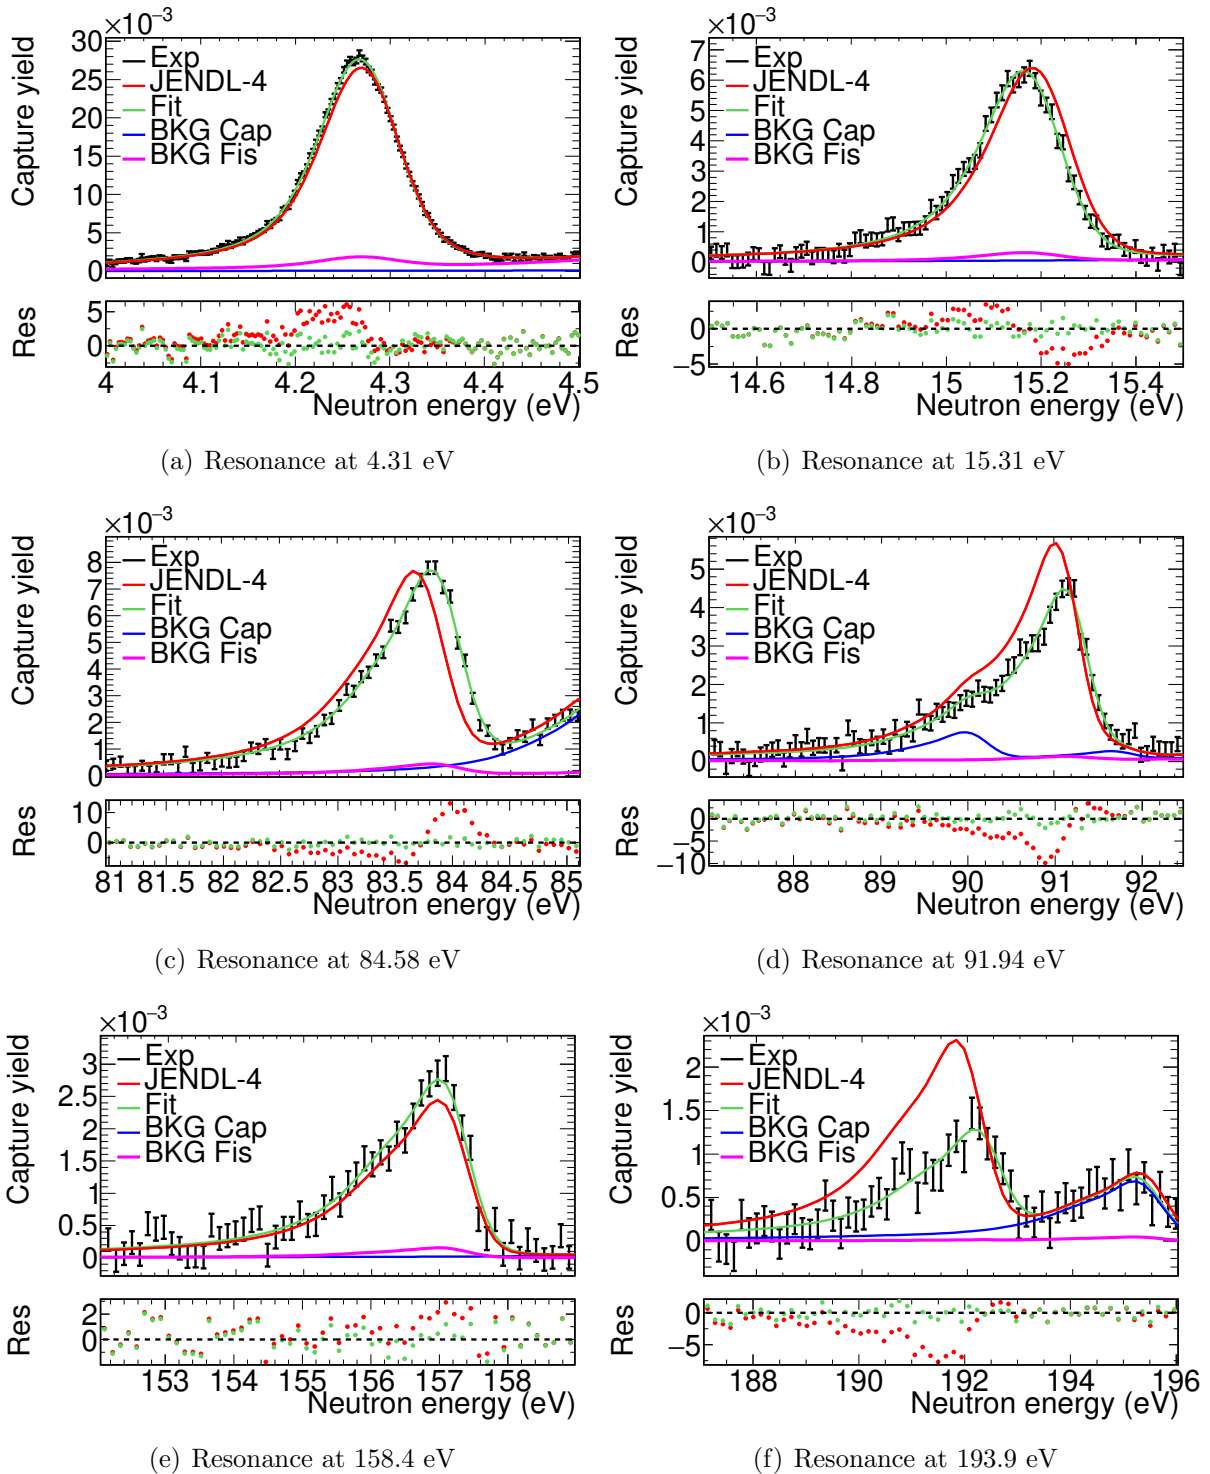 ×10⁻³
Capture yield
30
25
20
15
10
5
0
Exp
JENDL-4
Fit
BKG Cap
BKG Fis
Res
5
0
4 4.1 4.2 4.3 4.4 4.5
Neutron energy (eV)
(a) Resonance at 4.31 eV
×10⁻³
Capture yield
7
6
5
4
3
2
1
0
Exp
JENDL-4
Fit
BKG Cap
BKG Fis
Res
0
−5
14.6 14.8 15 15.2 15.4
Neutron energy (eV)
(b) Resonance at 15.31 eV
×10⁻³
Capture yield
8
7
6
5
4
3
2
1
0
Exp
JENDL-4
Fit
BKG Cap
BKG Fis
Res
10
0
81 81.5 82 82.5 83 83.5 84 84.5 85
Neutron energy (eV)
(c) Resonance at 84.58 eV
×10⁻³
Capture yield
5
4
3
2
1
0
Exp
JENDL-4
Fit
BKG Cap
BKG Fis
Res
0
−5
−10
88 89 90 91 92
Neutron energy (eV)
(d) Resonance at 91.94 eV
×10⁻³
Capture yield
3
2.5
2
1.5
1
0.5
0
Exp
JENDL-4
Fit
BKG Cap
BKG Fis
Res
2
0
153 154 155 156 157 158
Neutron energy (eV)
(e) Resonance at 158.4 eV
×10⁻³
Capture yield
2
1.5
1
0.5
0
Exp
JENDL-4
Fit
BKG Cap
BKG Fis
Res
0
−5
188 190 192 194 196
Neutron energy (eV)
(f) Resonance at 193.9 eV